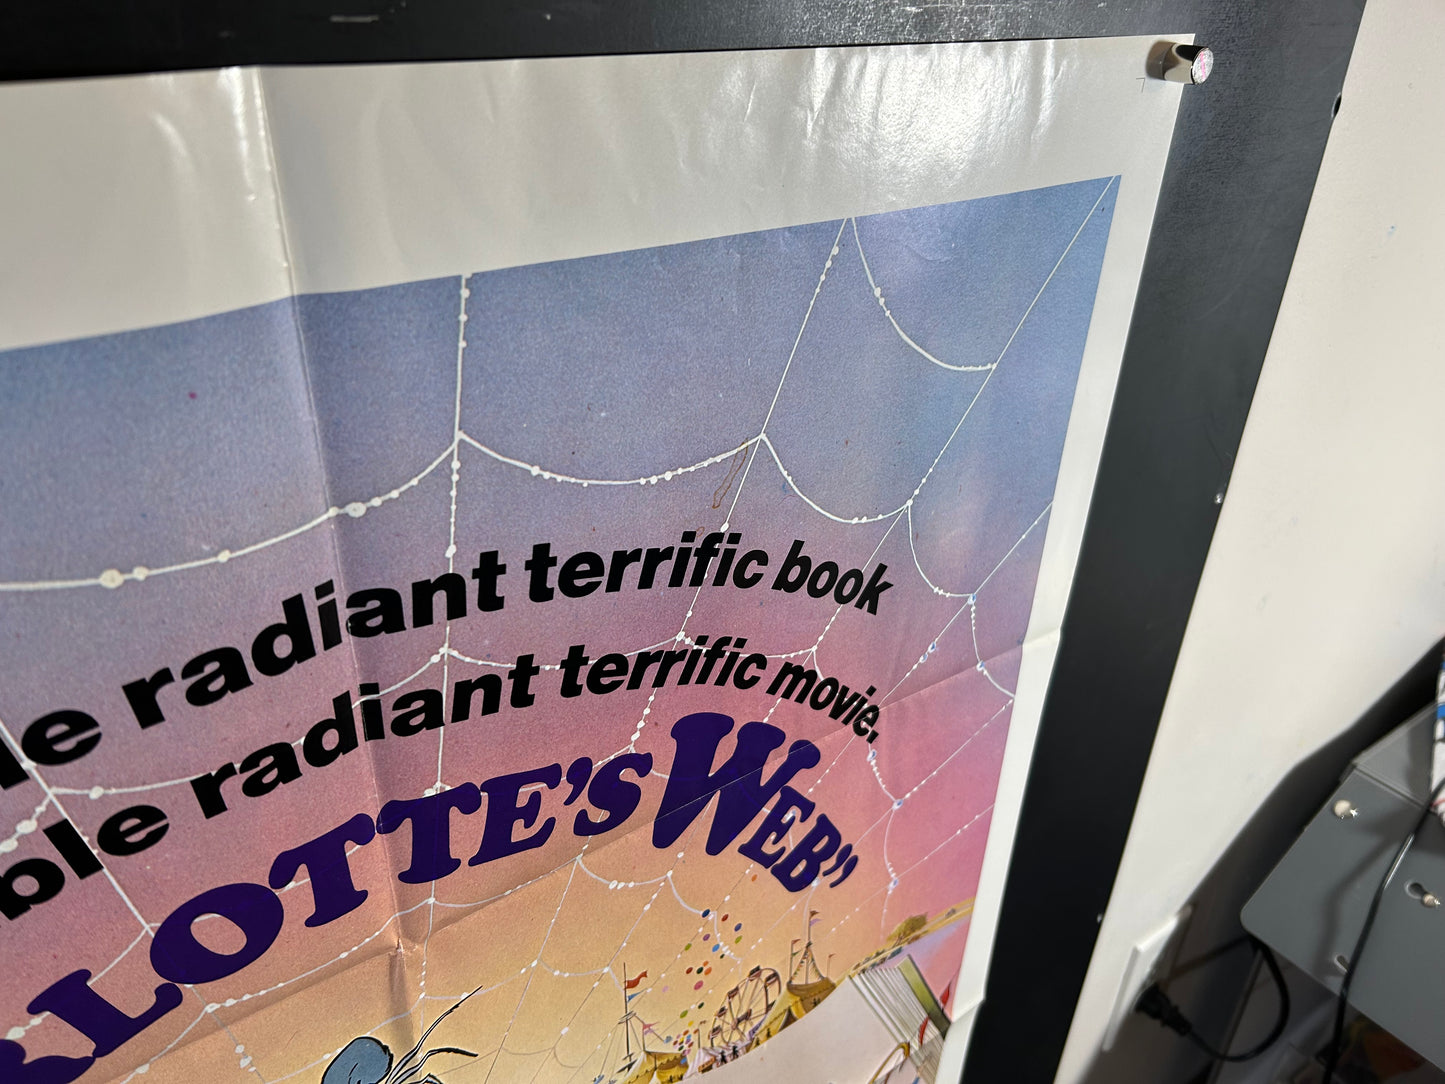 le radiant terrific book
ble radiant terrific movie.
LOTTE'S WEB"